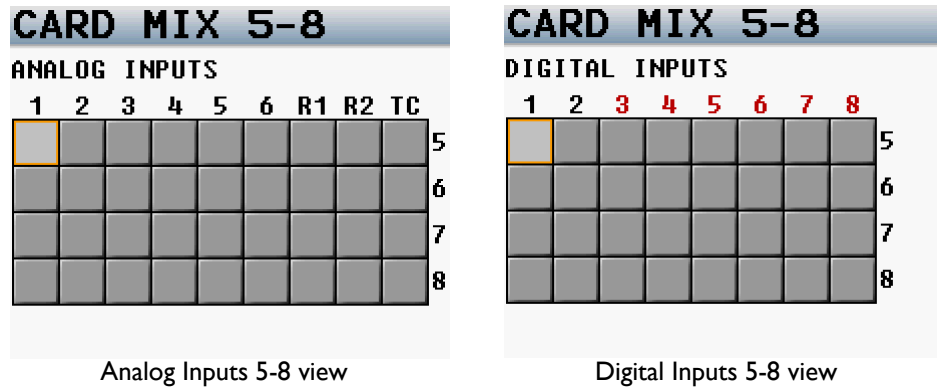 CARD MIX 5-8
ANALOG INPUTS
1 2 3 4 5 6 R1 R2 TC
5
6
7
8
Analog Inputs 5-8 view
CARD MIX 5-8
DIGITAL INPUTS
1 2 3 4 5 6 7 8
5
6
7
8
Digital Inputs 5-8 view